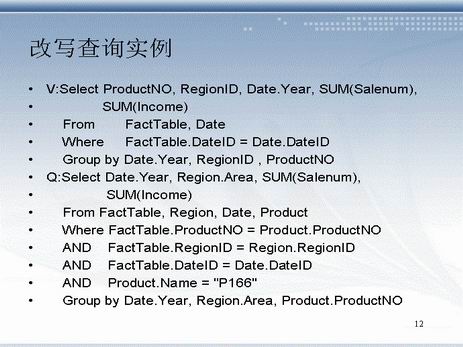 改写查询实例
• V:Select ProductNO, RegionID, Date.Year, SUM(Salenum),
• SUM(Income)
• From FactTable, Date
• Where FactTable.DateID = Date.DateID
• Group by Date.Year, RegionID , ProductNO
• Q:Select Date.Year, Region.Area, SUM(Salenum),
• SUM(Income)
• From FactTable, Region, Date, Product
• Where FactTable.ProductNO = Product.ProductNO
• AND FactTable.RegionID = Region.RegionID
• AND FactTable.DateID = Date.DateID
• AND Product.Name = "P166"
• Group by Date.Year, Region.Area, Product.ProductNO
12